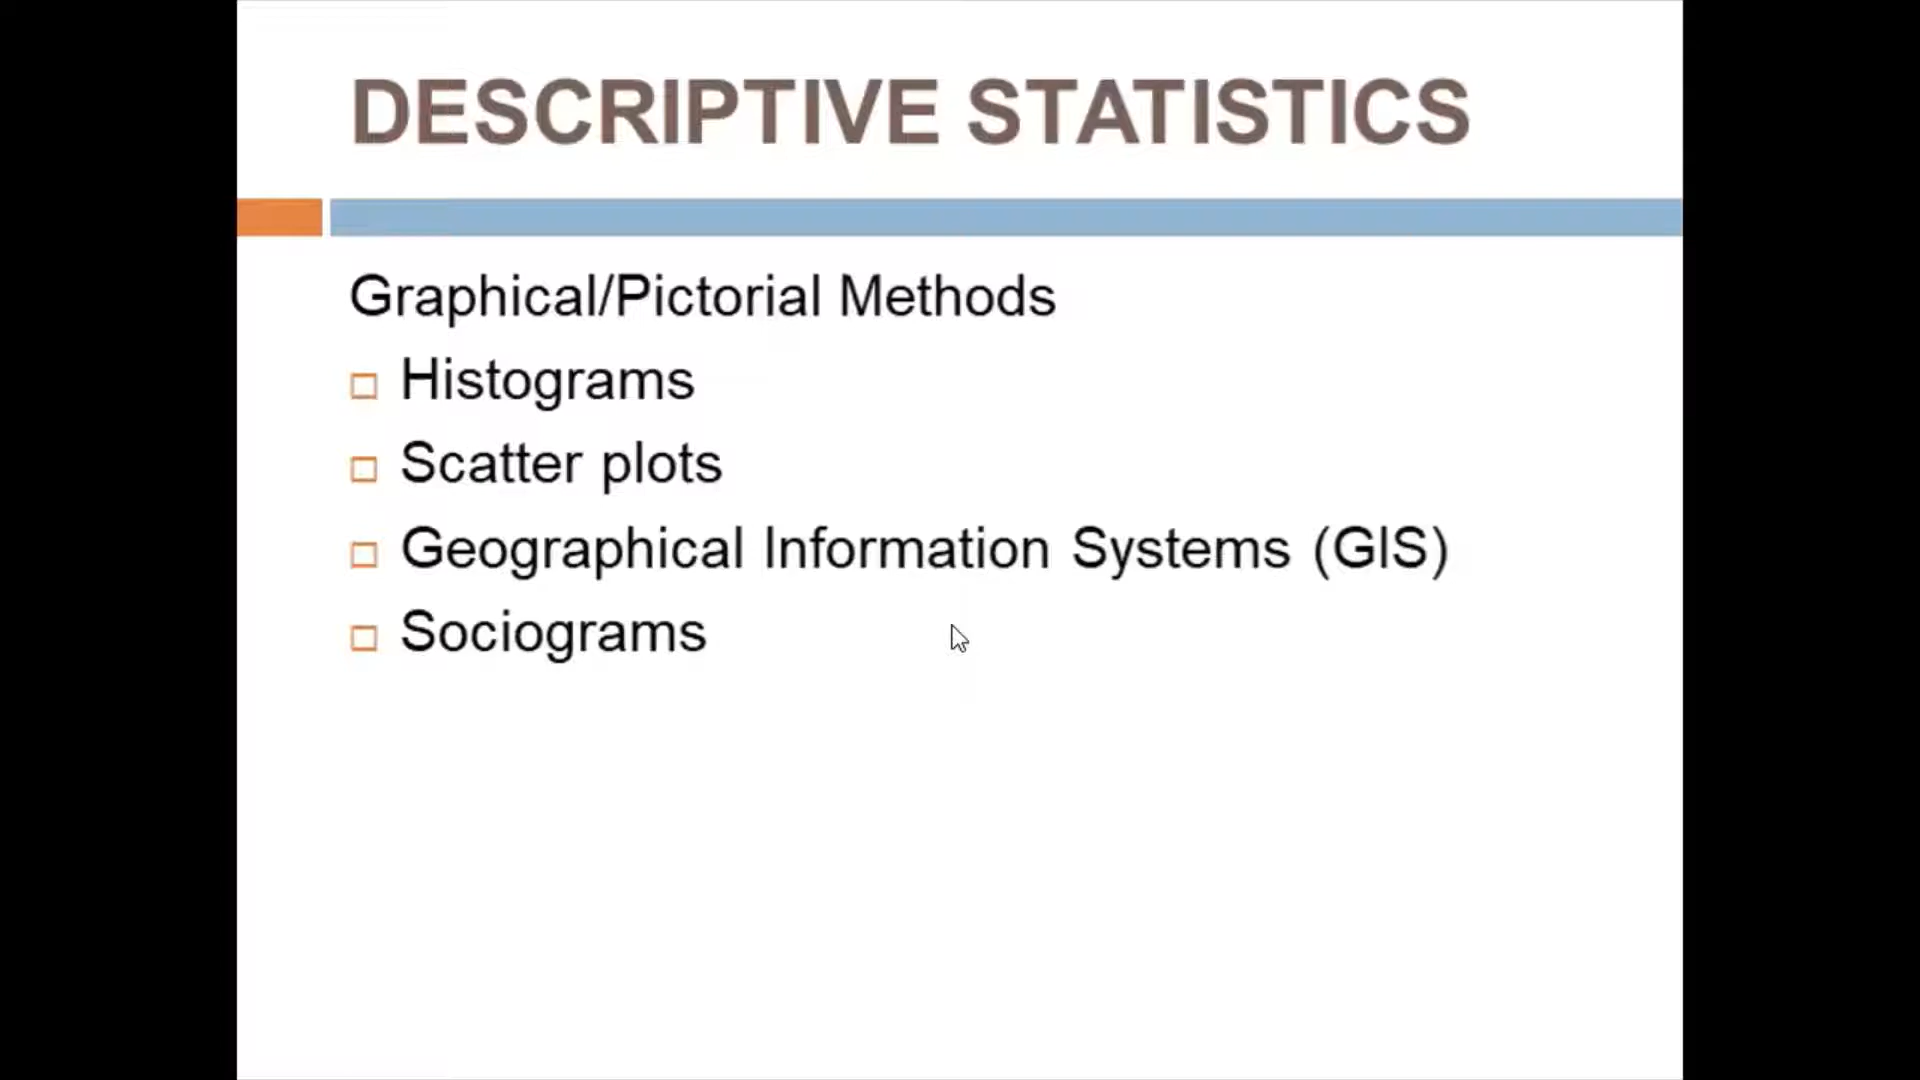 DESCRIPTIVE STATISTICS
Graphical/Pictorial Methods
Histograms
Scatter plots
Geographical Information Systems (GIS)
Sociograms